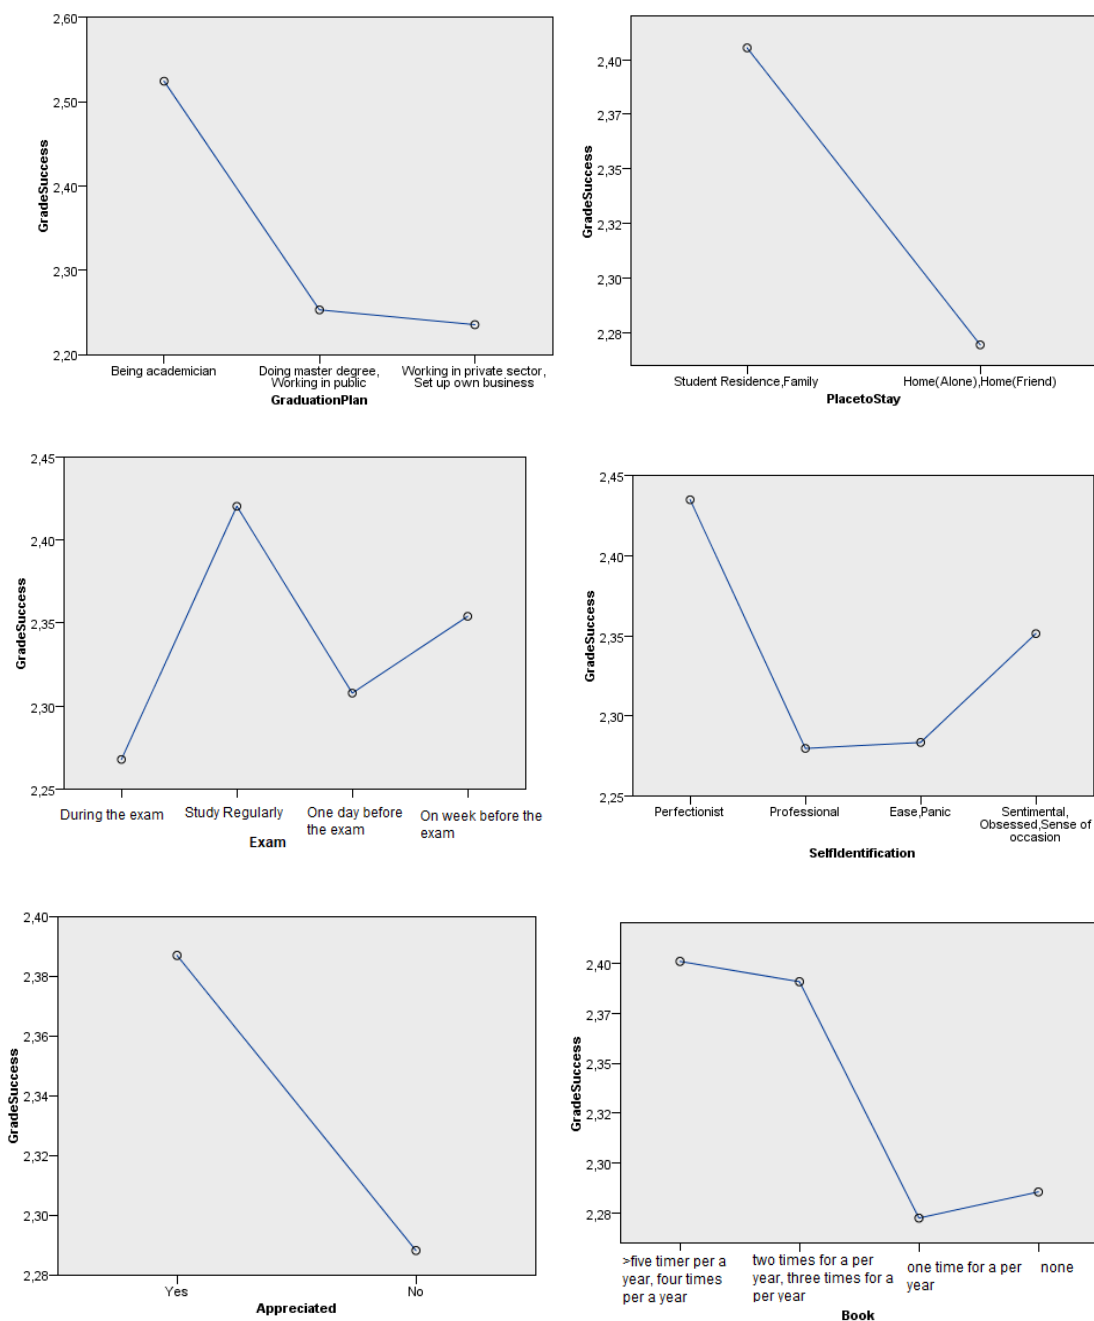 2,60
2,50
2,40
2,30
2,20
GradeSuccess
Being academician
Doing master degree,
Working in public
Working in private sector,
Set up own business
GraduationPlan
2,40
2,37
2,35
2,32
2,30
2,28
GradeSuccess
Student Residence,Family
Home(Alone),Home(Friend)
PlacetoStay
2,45
2,40
2,35
2,30
2,25
GradeSuccess
During the exam
Study Regularly
One day before
the exam
On week before the
exam
Exam
2,45
2,40
2,35
2,30
2,25
GradeSuccess
Perfectionist
Professional
Ease,Panic
Sentimental,
Obsessed,Sense of
occasion
SelfIdentification
2,40
2,38
2,36
2,34
2,32
2,30
2,28
GradeSuccess
Yes
No
Appreciated
2,40
2,37
2,35
2,32
2,30
2,28
GradeSuccess
>five timer per a
year, four times
per a year
two times for a per
year, three times for a
per year
one time for a per
year
none
Book